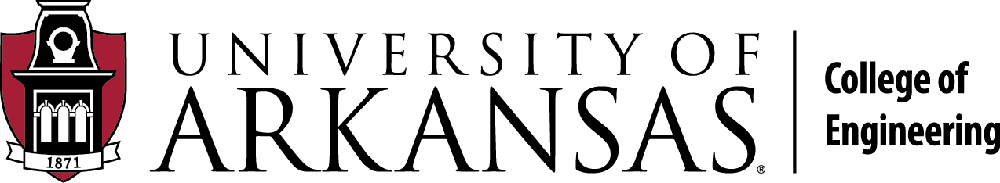 1871
UNIVERSITY OF
ARKANSAS®
College of
Engineering